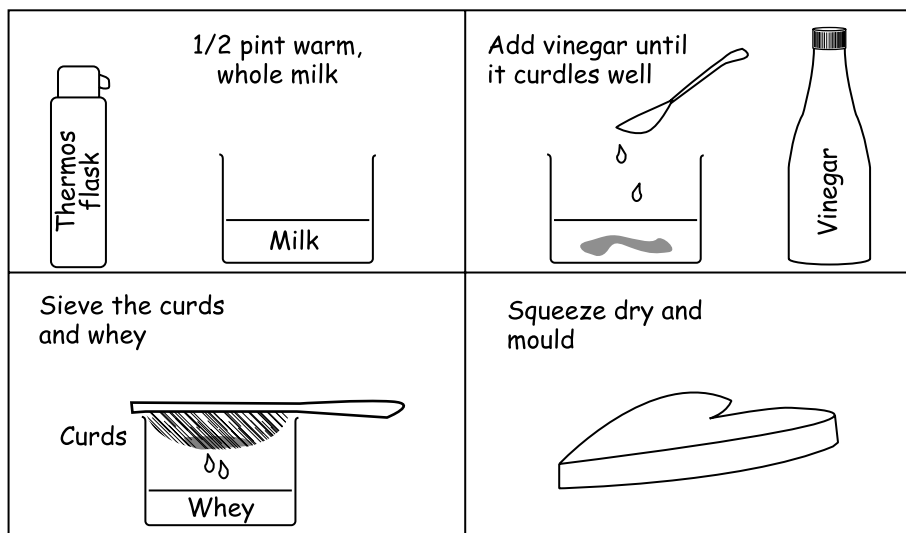 1/2 pint warm,
whole milk
Thermos
flask
Milk
Add vinegar until
it curdles well
Vinegar
Sieve the curds
and whey
Curds
Whey
Squeeze dry and
mould